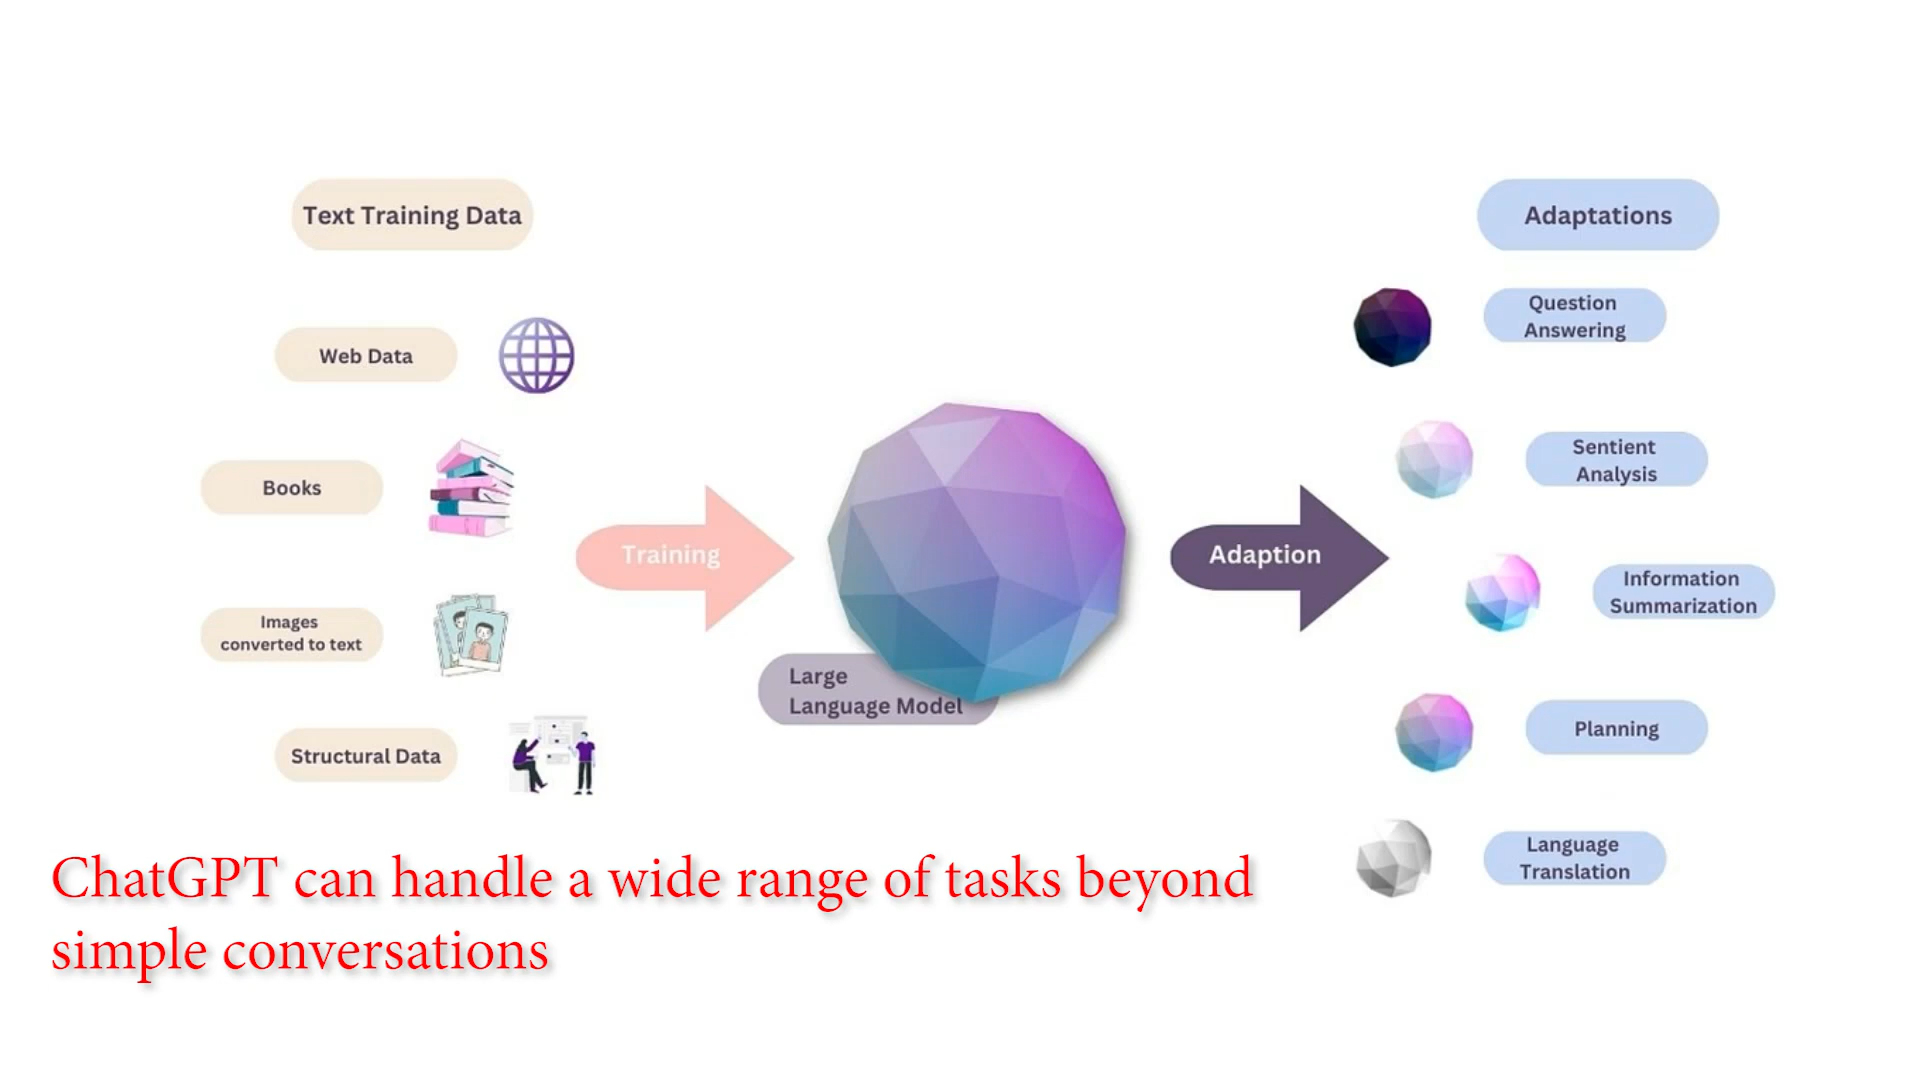 Text Training Data
Web Data
Books
Images
converted to text
Structural Data
Training
Large
Language Model
Adaption
Adaptations
Question
Answering
Sentient
Analysis
Information
Summarization
Planning
Language
Translation
ChatGPT can handle a wide range of tasks beyond
simple conversations